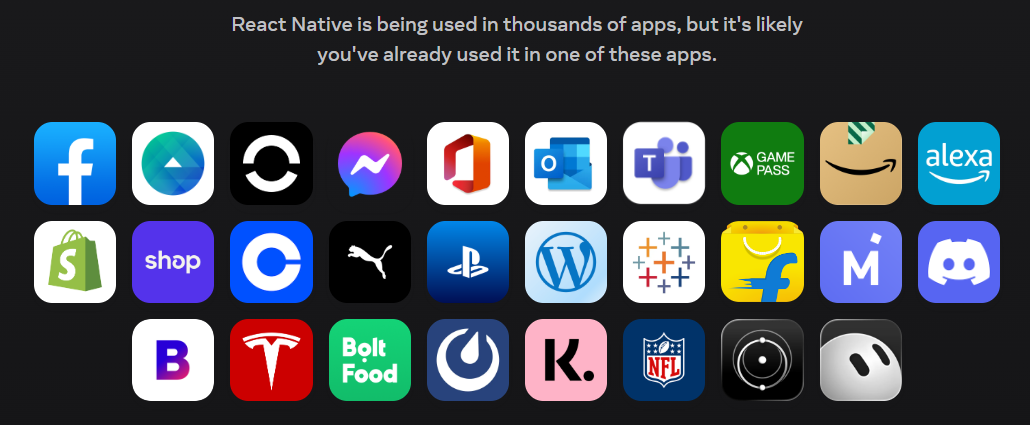 React Native is being used in thousands of apps, but it's likely
you've already used it in one of these apps.
GAME
PASS
alexa
S
shop
W
f
M
B
Bolt
Food
K.
NFL